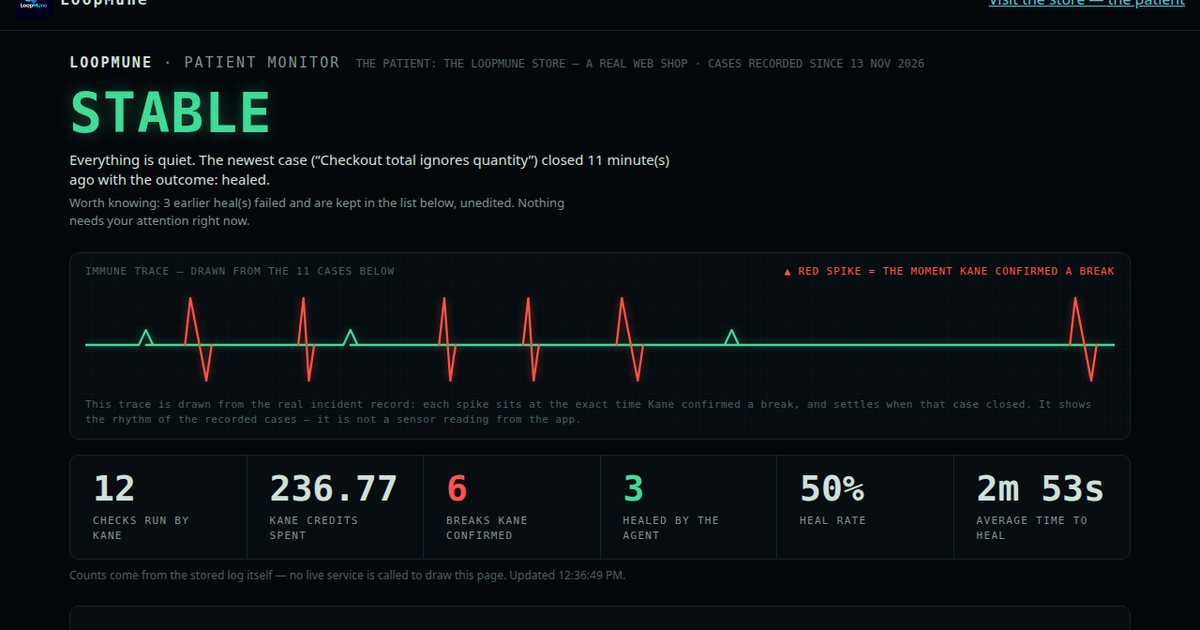 LoopMune
LoopMune
Visit the store — the patient
LOOPMUNE · PATIENT MONITOR THE PATIENT: THE LOOPMUNE STORE — A REAL WEB SHOP · CASES RECORDED SINCE 13 NOV 2026
STABLE
Everything is quiet. The newest case (“Checkout total ignores quantity”) closed 11 minute(s)
ago with the outcome: healed.
Worth knowing: 3 earlier heal(s) failed and are kept in the list below, unedited. Nothing
needs your attention right now.
IMMUNE TRACE — DRAWN FROM THE 11 CASES BELOW
▲ RED SPIKE = THE MOMENT KANE CONFIRMED A BREAK
This trace is drawn from the real incident record: each spike sits at the exact time Kane confirmed a break, and settles when that case closed. It shows
the rhythm of the recorded cases — it is not a sensor reading from the app.
12
CHECKS RUN BY
KANE
236.77
KANE CREDITS
SPENT
6
BREAKS KANE
CONFIRMED
3
HEALED BY THE
AGENT
50%
HEAL RATE
2m 53s
AVERAGE TIME TO
HEAL
Counts come from the stored log itself — no live service is called to draw this page. Updated 12:36:49 PM.